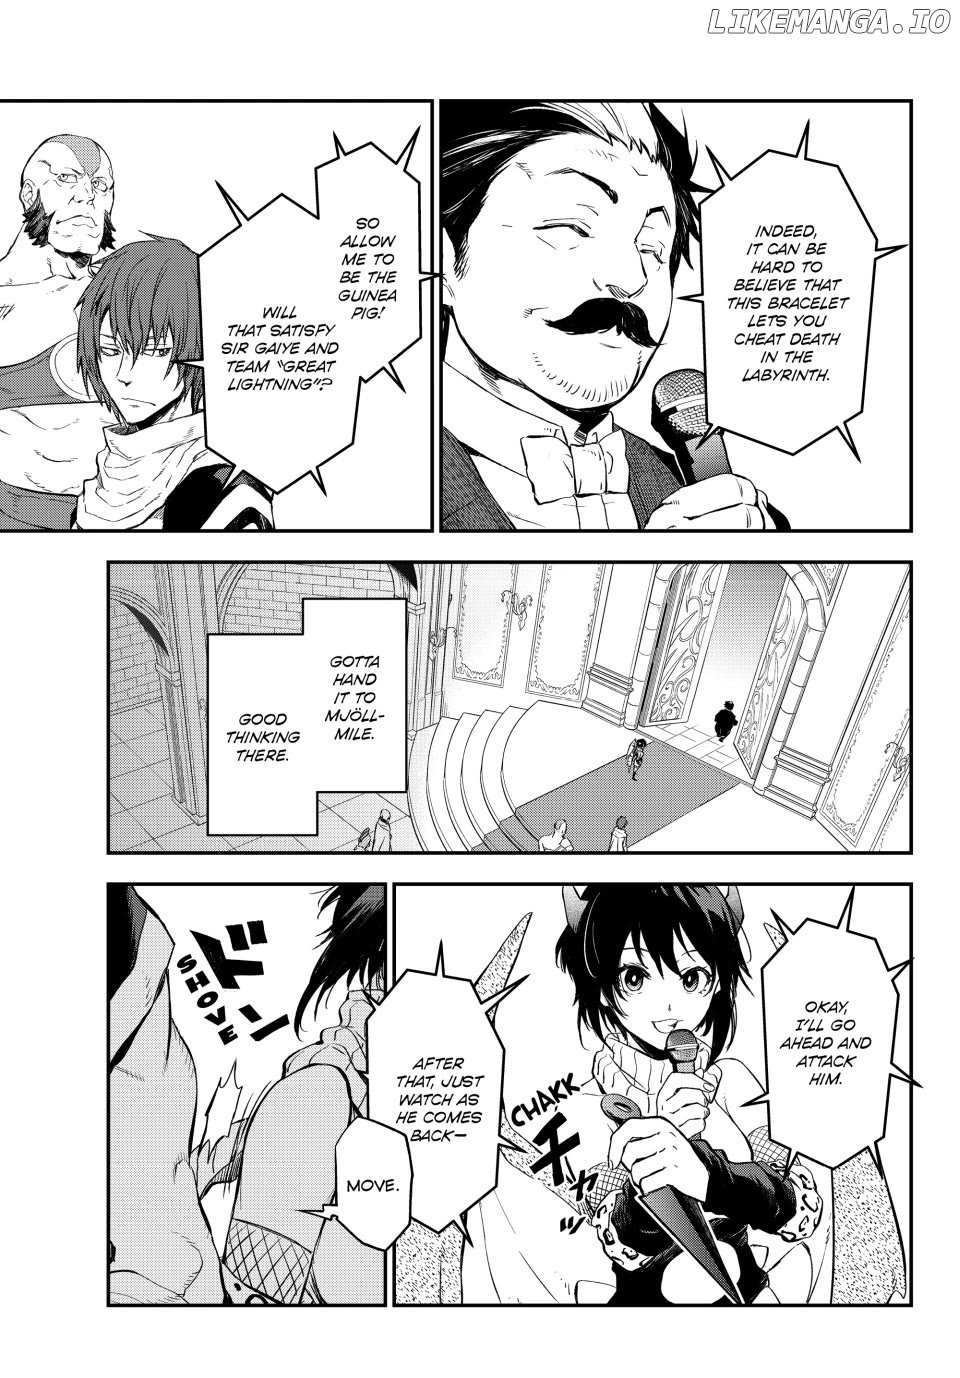 LIKEMANGA.IO
INDEED,
IT CAN BE
HARD TO
BELIEVE THAT
THIS BRACELET
LETS YOU
CHEAT DEATH
IN THE
LABYRINTH.
SO
ALLOW
ME TO
BE THE
GUINEA
PIG!
WILL
THAT SATISFY
SIR GAIYE AND
TEAM "GREAT
LIGHTNING"?
GOTTA
HAND
IT TO
MJÖLL-
MILE.
GOOD
THINKING
THERE.
OKAY,
I'LL GO
AHEAD AND
ATTACK
HIM.
CHAKK
チャッ
AFTER
THAT, JUST
WATCH AS
HE COMES
BACK—
MOVE.
SHOVE
ドン